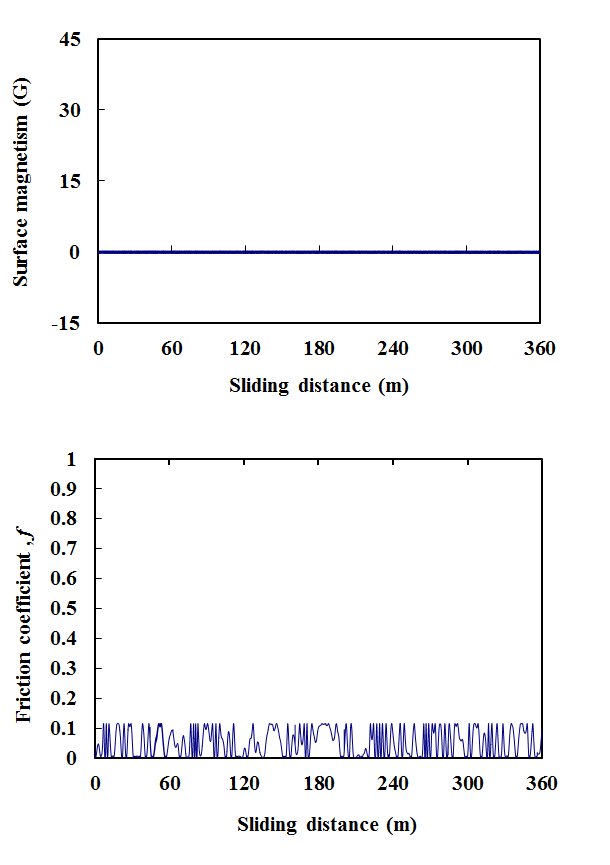 45
30
15
0
-15
Surface magnetism (G)
0 60 120 180 240 300 360
Sliding distance (m)
1
0.9
0.8
0.7
0.6
0.5
0.4
0.3
0.2
0.1
0
Friction coefficient , f
0 60 120 180 240 300 360
Sliding distance (m)